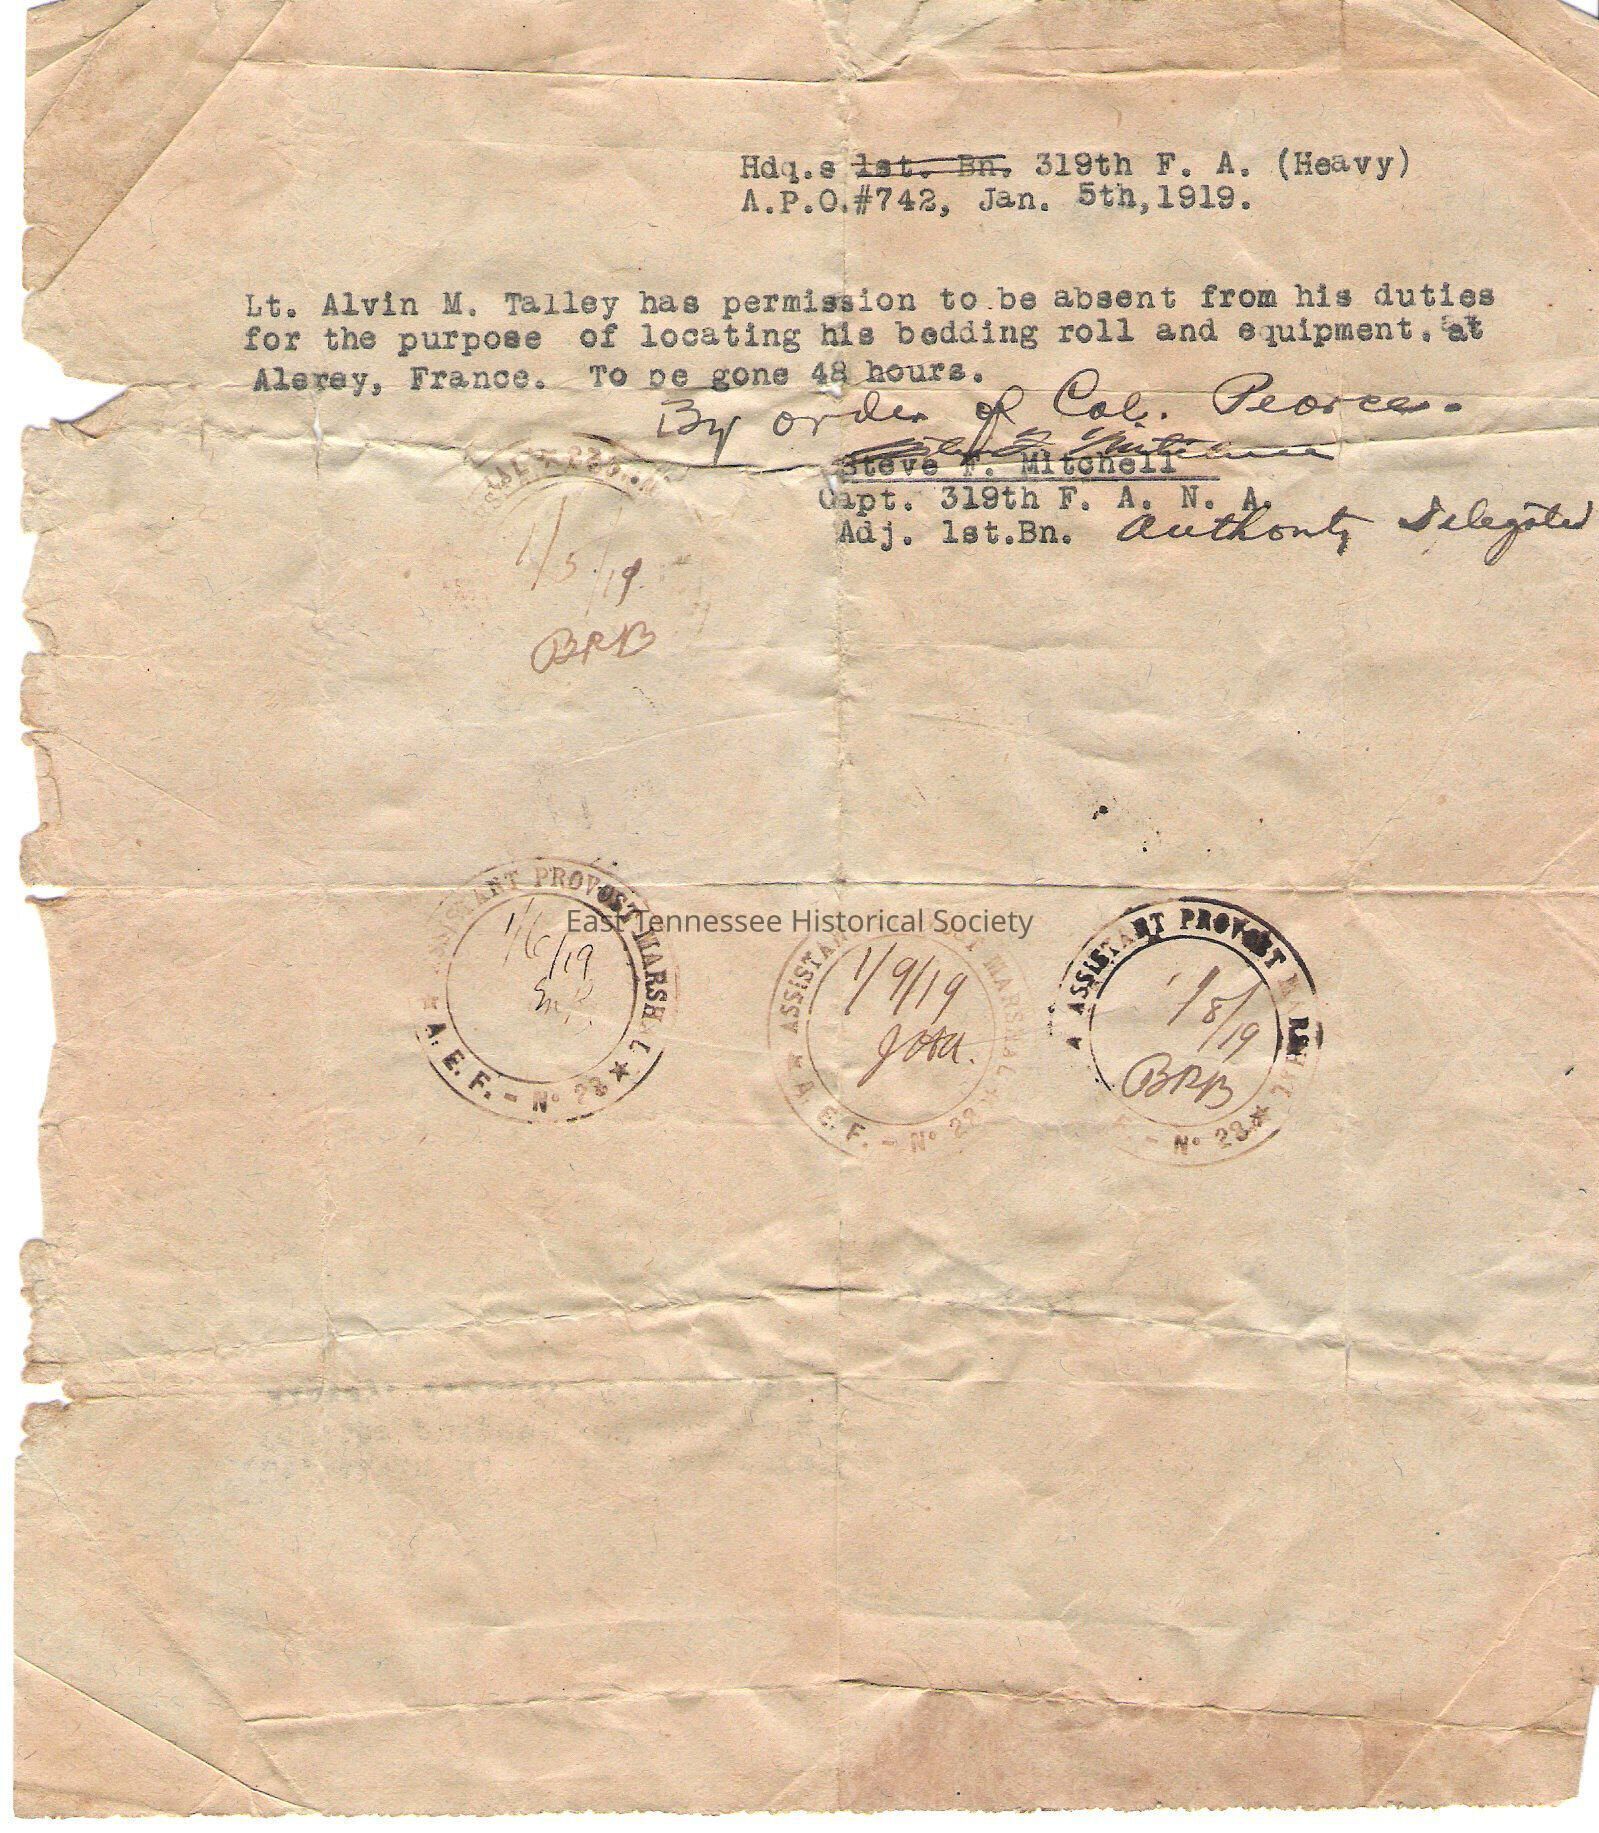 Hdq.s 1st. Bn. 319th F. A. (Heavy)
A.P.O.#742, Jan. 5th,1919.
Lt. Alvin M. Talley has permission to be absent from his duties
for the purpose of locating his bedding roll and equipment. at
Alerey, France. To be gone 48 hours.
By order of Col. Pearce.
Steve F. Mitchell
Capt. 319th F. A. N. A.
Adj. 1st.Bn. Authority Delegated
1/5/19
BRB
East Tennessee Historical Society
ASSISTANT PROVOST MARSHAL
1/6/19
★ A. E. F. - No 28 ★
ASSISTANT PROVOST MARSHAL
1/9/19
★ A. E. F. - No 28 ★
ASSISTANT PROVOST MARSHAL
1/8/19
BRB
F. - No 28 ★